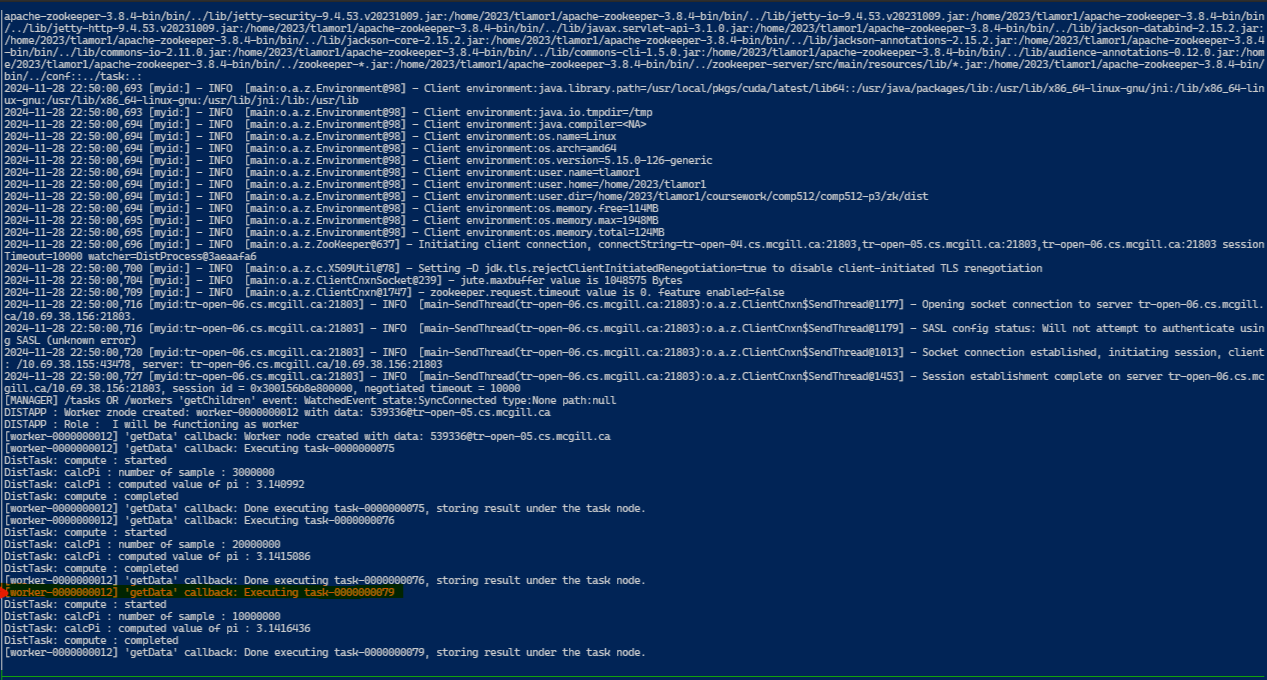 apache-zookeeper-3.8.4-bin/bin/../lib/jetty-security-9.4.53.v20231009.jar:/home/2023/tlamor1/apache-zookeeper-3.8.4-bin/bin/../lib/jetty-io-9.4.53.v20231009.jar:/home/2023/tlamor1/apache-zookeeper-3.8.4-bin/bin
/../lib/jetty-http-9.4.53.v20231009.jar:/home/2023/tlamor1/apache-zookeeper-3.8.4-bin/bin/../lib/javax.servlet-api-3.1.0.jar:/home/2023/tlamor1/apache-zookeeper-3.8.4-bin/bin/../lib/jackson-databind-2.15.2.jar:
/home/2023/tlamor1/apache-zookeeper-3.8.4-bin/bin/../lib/jackson-core-2.15.2.jar:/home/2023/tlamor1/apache-zookeeper-3.8.4-bin/bin/../lib/jackson-annotations-2.15.2.jar:/home/2023/tlamor1/apache-zookeeper-3.8.4
-bin/bin/../lib/commons-io-2.11.0.jar:/home/2023/tlamor1/apache-zookeeper-3.8.4-bin/bin/../lib/commons-cli-1.5.0.jar:/home/2023/tlamor1/apache-zookeeper-3.8.4-bin/bin/../lib/audience-annotations-0.12.0.jar:/hom
e/2023/tlamor1/apache-zookeeper-3.8.4-bin/bin/../zookeeper-*.jar:/home/2023/tlamor1/apache-zookeeper-3.8.4-bin/bin/../zookeeper-server/src/main/resources/lib/*.jar:/home/2023/tlamor1/apache-zookeeper-3.8.4-bin/
bin/../conf::../task:.:
2024-11-28 22:50:00,693 [myid:] - INFO  [main:o.a.z.Environment@98] - Client environment:java.library.path=/usr/local/pkgs/cuda/latest/lib64::/usr/java/packages/lib:/usr/lib/x86_64-linux-gnu/jni:/lib/x86_64-lin
ux-gnu:/usr/lib/x86_64-linux-gnu:/usr/lib/jni:/lib:/usr/lib
2024-11-28 22:50:00,693 [myid:] - INFO  [main:o.a.z.Environment@98] - Client environment:java.io.tmpdir=/tmp
2024-11-28 22:50:00,694 [myid:] - INFO  [main:o.a.z.Environment@98] - Client environment:java.compiler=<NA>
2024-11-28 22:50:00,694 [myid:] - INFO  [main:o.a.z.Environment@98] - Client environment:os.name=Linux
2024-11-28 22:50:00,694 [myid:] - INFO  [main:o.a.z.Environment@98] - Client environment:os.arch=amd64
2024-11-28 22:50:00,694 [myid:] - INFO  [main:o.a.z.Environment@98] - Client environment:os.version=5.15.0-126-generic
2024-11-28 22:50:00,694 [myid:] - INFO  [main:o.a.z.Environment@98] - Client environment:user.name=tlamor1
2024-11-28 22:50:00,694 [myid:] - INFO  [main:o.a.z.Environment@98] - Client environment:user.home=/home/2023/tlamor1
2024-11-28 22:50:00,694 [myid:] - INFO  [main:o.a.z.Environment@98] - Client environment:user.dir=/home/2023/tlamor1/coursework/comp512/comp512-p3/zk/dist
2024-11-28 22:50:00,694 [myid:] - INFO  [main:o.a.z.Environment@98] - Client environment:os.memory.free=114MB
2024-11-28 22:50:00,695 [myid:] - INFO  [main:o.a.z.Environment@98] - Client environment:os.memory.max=1948MB
2024-11-28 22:50:00,695 [myid:] - INFO  [main:o.a.z.Environment@98] - Client environment:os.memory.total=124MB
2024-11-28 22:50:00,696 [myid:] - INFO  [main:o.a.z.ZooKeeper@637] - Initiating client connection, connectString=tr-open-04.cs.mcgill.ca:21803,tr-open-05.cs.mcgill.ca:21803,tr-open-06.cs.mcgill.ca:21803 session
Timeout=10000 watcher=DistProcess@3aeaafa6
2024-11-28 22:50:00,700 [myid:] - INFO  [main:o.a.z.c.X509Util@78] - Setting -D jdk.tls.rejectClientInitiatedRenegotiation=true to disable client-initiated TLS renegotiation
2024-11-28 22:50:00,704 [myid:] - INFO  [main:o.a.z.ClientCnxnSocket@239] - jute.maxbuffer value is 1048575 Bytes
2024-11-28 22:50:00,709 [myid:] - INFO  [main:o.a.z.ClientCnxn@1747] - zookeeper.request.timeout value is 0. feature enabled=false
2024-11-28 22:50:00,716 [myid:tr-open-06.cs.mcgill.ca:21803] - INFO  [main-SendThread(tr-open-06.cs.mcgill.ca:21803):o.a.z.ClientCnxn$SendThread@1177] - Opening socket connection to server tr-open-06.cs.mcgill.
ca/10.69.38.156:21803.
2024-11-28 22:50:00,716 [myid:tr-open-06.cs.mcgill.ca:21803] - INFO  [main-SendThread(tr-open-06.cs.mcgill.ca:21803):o.a.z.ClientCnxn$SendThread@1179] - SASL config status: Will not attempt to authenticate usin
g SASL (unknown error)
2024-11-28 22:50:00,720 [myid:tr-open-06.cs.mcgill.ca:21803] - INFO  [main-SendThread(tr-open-06.cs.mcgill.ca:21803):o.a.z.ClientCnxn$SendThread@1013] - Socket connection established, initiating session, client
: /10.69.38.155:43478, server: tr-open-06.cs.mcgill.ca/10.69.38.156:21803
2024-11-28 22:50:00,727 [myid:tr-open-06.cs.mcgill.ca:21803] - INFO  [main-SendThread(tr-open-06.cs.mcgill.ca:21803):o.a.z.ClientCnxn$SendThread@1453] - Session establishment complete on server tr-open-06.cs.mc
gill.ca/10.69.38.156:21803, session id = 0x300156b8e800000, negotiated timeout = 10000
[MANAGER] /tasks OR /workers 'getChildren' event: WatchedEvent state:SyncConnected type:None path:null
DISTAPP : Worker znode created: worker-0000000012 with data: 539336@tr-open-05.cs.mcgill.ca
DISTAPP : Role :  I will be functioning as worker
[worker-0000000012] 'getData' callback: Worker node created with data: 539336@tr-open-05.cs.mcgill.ca
[worker-0000000012] 'getData' callback: Executing task-0000000075
DistTask: compute : started
DistTask: calcPi : number of sample : 3000000
DistTask: calcPi : computed value of pi : 3.140992
DistTask: compute : completed
[worker-0000000012] 'getData' callback: Done executing task-0000000075, storing result under the task node.
[worker-0000000012] 'getData' callback: Executing task-0000000076
DistTask: compute : started
DistTask: calcPi : number of sample : 20000000
DistTask: calcPi : computed value of pi : 3.1415086
DistTask: compute : completed
[worker-0000000012] 'getData' callback: Done executing task-0000000076, storing result under the task node.
[worker-0000000012] 'getData' callback: Executing task-0000000079
DistTask: compute : started
DistTask: calcPi : number of sample : 10000000
DistTask: calcPi : computed value of pi : 3.1416436
DistTask: compute : completed
[worker-0000000012] 'getData' callback: Done executing task-0000000079, storing result under the task node.